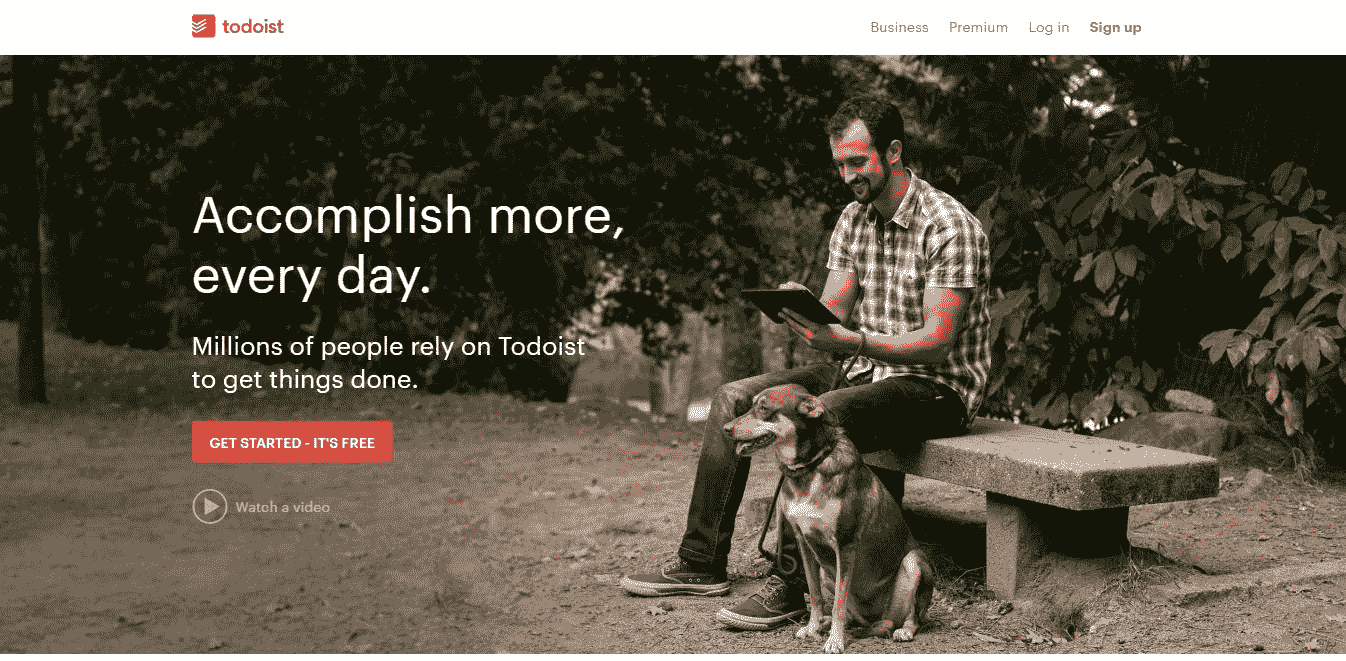 todoist
Business Premium Log in Sign up
Accomplish more,
every day.
Millions of people rely on Todoist
to get things done.
GET STARTED - IT'S FREE
Watch a video